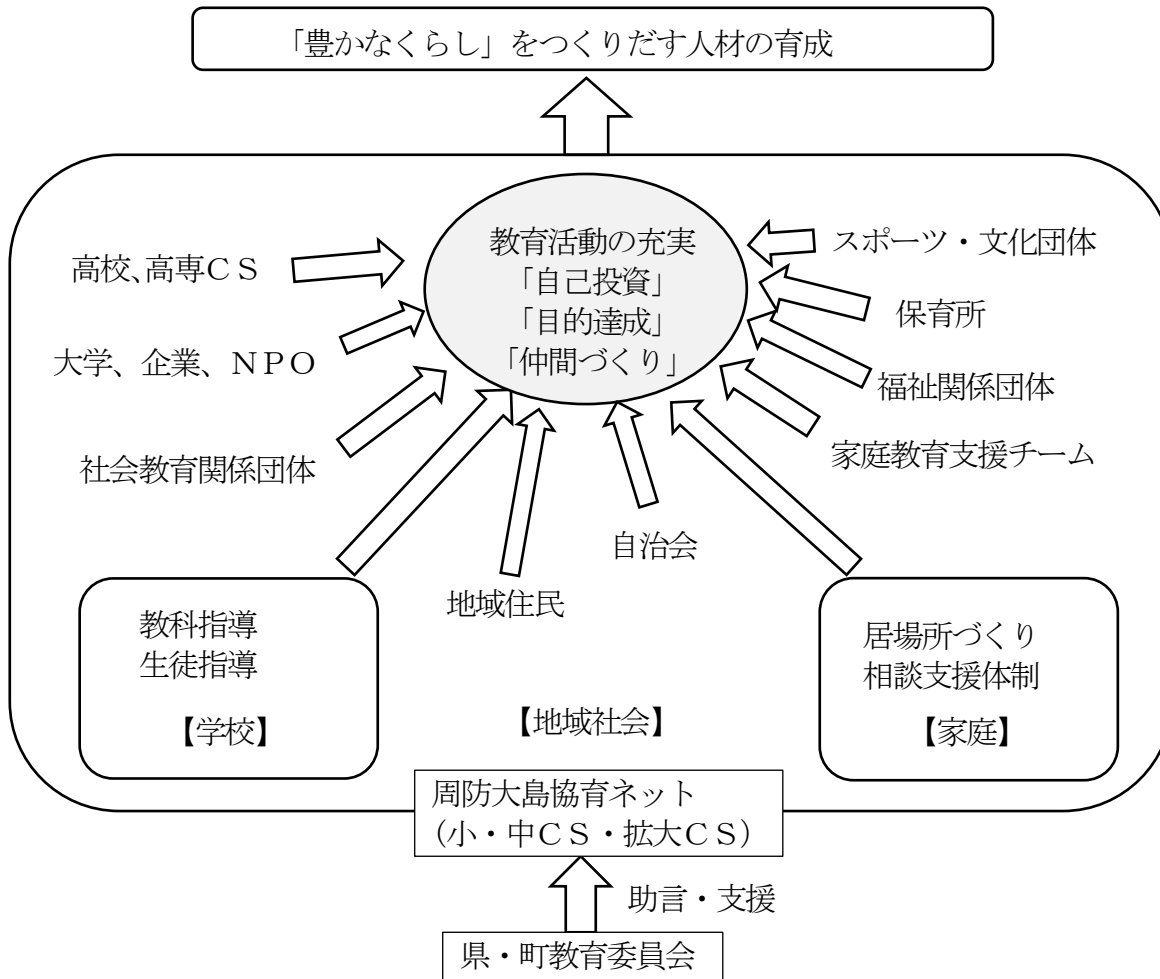 「豊かなくらし」をつくりだす人材の育成
教育活動の充実
「自己投資」
「目的達成」
「仲間づくり」
高校、高専ＣＳ
大学、企業、ＮＰＯ
社会教育関係団体
スポーツ・文化団体
保育所
福祉関係団体
家庭教育支援チーム
自治会
地域住民
教科指導
生徒指導
【学校】
【地域社会】
居場所づくり
相談支援体制
【家庭】
周防大島協育ネット
（小・中ＣＳ・拡大ＣＳ）
助言・支援
県・町教育委員会